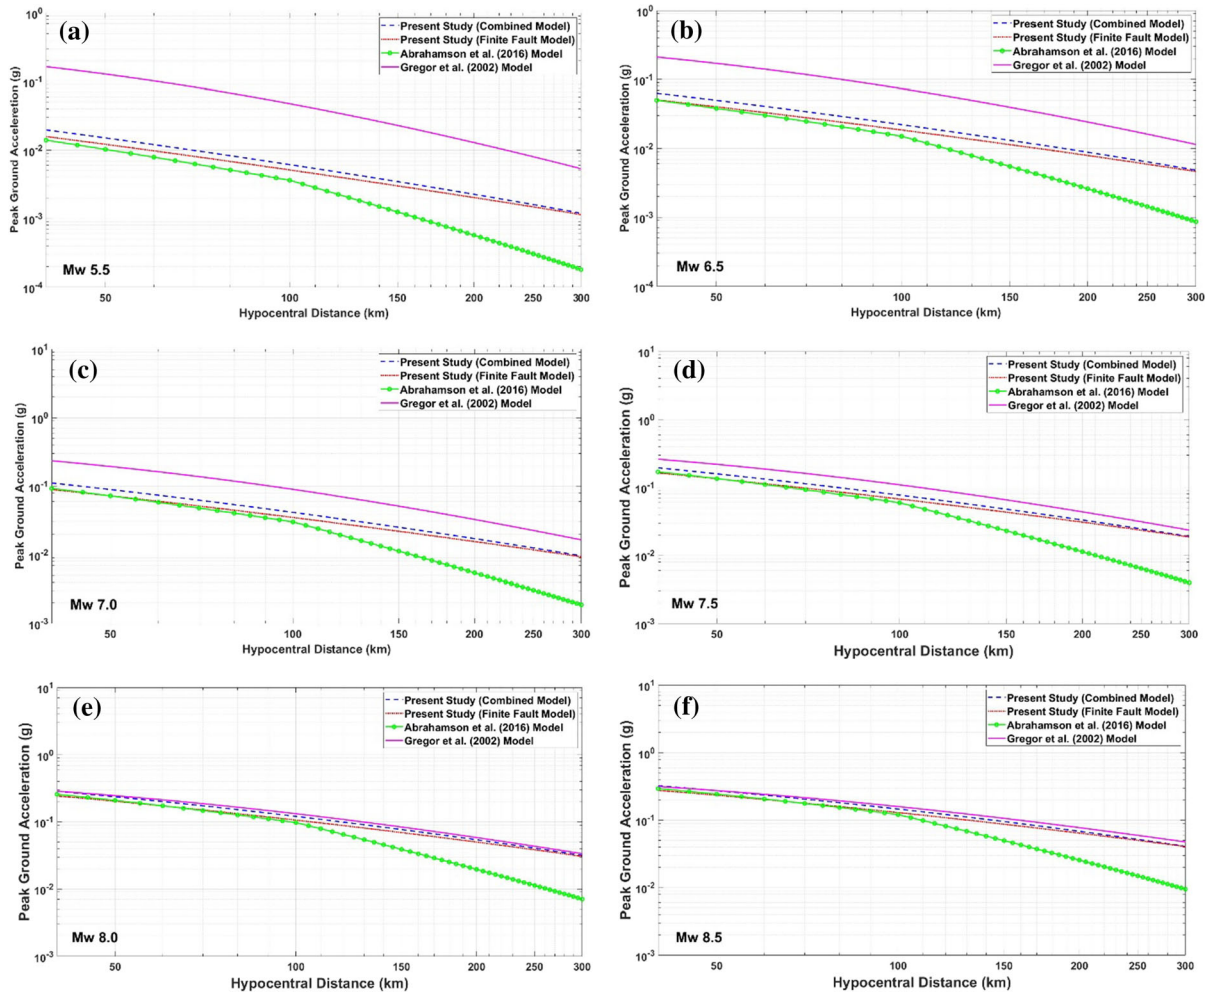 (a)
Present Study (Combined Model)
Present Study (Finite Fault Model)
Abrahamson et al. (2016) Model
Gregor et al. (2002) Model
Peak Ground Acceleretion (g)
10^0
10^-1
10^-2
10^-3
10^-4
Mw 5.5
50 100 150 200 250 300
Hypocentral Distance (km)
(b)
Present Study (Combined Model)
Present Study (Finite Fault Model)
Abrahamson et al. (2016) Model
Gregor et al. (2002) Model
Peak Ground Acceleration (g)
10^0
10^-1
10^-2
10^-3
10^-4
Mw 6.5
50 100 150 200 250 300
Hypocentral Distance (km)
(c)
Present Study (Combined Model)
Present Study (Finite Fault Model)
Abrahamson et al. (2016) Model
Gregor et al. (2002) Model
Peak Ground Acceleration (g)
10^1
10^0
10^-1
10^-2
10^-3
Mw 7.0
50 100 150 200 250 300
Hypocentral Distance (km)
(d)
Present Study (Combined Model)
Present Study (Finite Fault Model)
Abrahamson et al. (2016) Model
Gregor et al. (2002) Model
Peak Ground Acceleration (g)
10^1
10^0
10^-1
10^-2
10^-3
Mw 7.5
50 100 150 200 250 300
Hypocentral Distance (km)
(e)
Present Study (Combined Model)
Present Study (Finite Fault Model)
Abrahamson et al. (2016) Model
Gregor et al. (2002) Model
Peak Ground Acceleration (g)
10^1
10^0
10^-1
10^-2
10^-3
Mw 8.0
50 100 150 200 250 300
Hypocentral Distance (km)
(f)
Present Study (Combined Model)
Present Study (Finite Fault Model)
Abrahamson et al. (2016) Model
Gregor et al. (2002) Model
Peak Ground Acceleration (g)
10^1
10^0
10^-1
10^-2
10^-3
Mw 8.5
50 100 150 200 250 300
Hypocentral Distance (km)